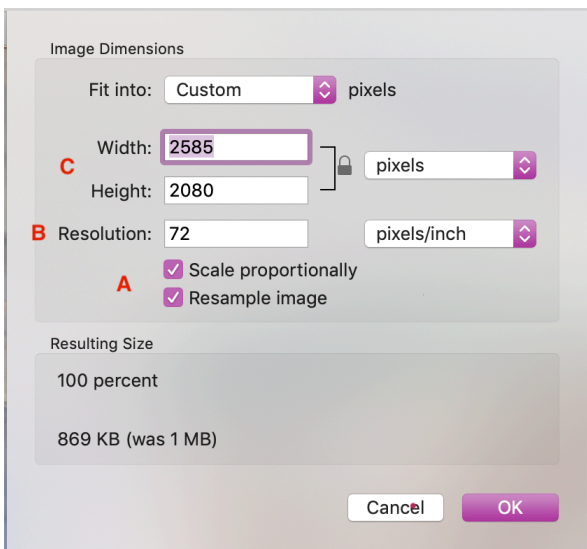 Image Dimensions
Fit into: Custom pixels
Width: 2585
C
pixels
Height: 2080
B Resolution: 72 pixels/inch
A
Scale proportionally
Resample image
Resulting Size
100 percent
869 KB (was 1 MB)
Cancel OK